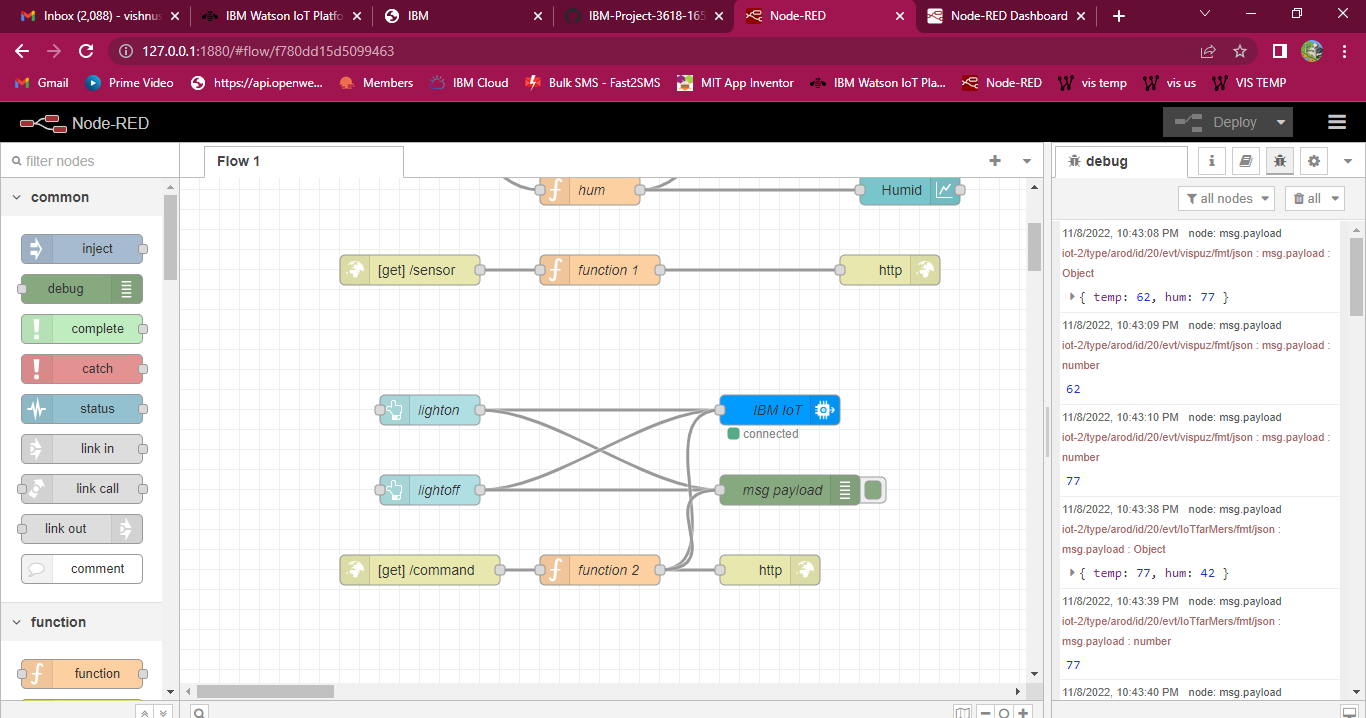 Inbox (2,088) - vishnus
IBM Watson IoT Platfo
IBM
IBM-Project-3618-165
Node-RED
Node-RED Dashboard
127.0.0.1:1880/#flow/f780dd15d5099463
Gmail
Prime Video
https://api.openwe...
Members
IBM Cloud
Bulk SMS - Fast2SMS
MIT App Inventor
IBM Watson IoT Pla...
Node-RED
vis temp
vis us
VIS TEMP
Node-RED
Deploy
filter nodes
Flow 1
debug
all nodes
all
common
inject
debug
complete
catch
status
link in
link call
link out
comment
function
function
hum
Humid
[get] /sensor
function 1
http
lighton
IBM IoT
connected
lightoff
msg payload
[get] /command
function 2
http
11/8/2022, 10:43:08 PM node: msg.payload
iot-2/type/arod/id/20/evt/vispuz/fmt/json : msg.payload :
Object
{ temp: 62, hum: 77 }
11/8/2022, 10:43:09 PM node: msg.payload
iot-2/type/arod/id/20/evt/vispuz/fmt/json : msg.payload :
number
62
11/8/2022, 10:43:10 PM node: msg.payload
iot-2/type/arod/id/20/evt/vispuz/fmt/json : msg.payload :
number
77
11/8/2022, 10:43:38 PM node: msg.payload
iot-2/type/arod/id/20/evt/IoTfarMers/fmt/json :
msg.payload : Object
{ temp: 77, hum: 42 }
11/8/2022, 10:43:39 PM node: msg.payload
iot-2/type/arod/id/20/evt/IoTfarMers/fmt/json :
msg.payload : number
77
11/8/2022, 10:43:40 PM node: msg.payload